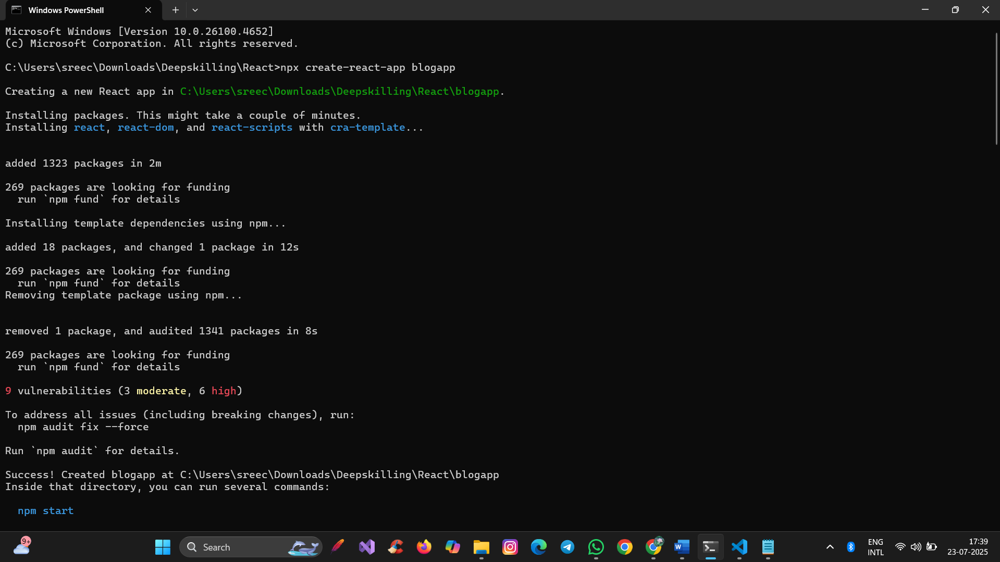 Windows PowerShell
Microsoft Windows [Version 10.0.26100.4652]
(c) Microsoft Corporation. All rights reserved.
C:\Users\sreec\Downloads\Deepskilling\React>npx create-react-app blogapp
Creating a new React app in C:\Users\sreec\Downloads\Deepskilling\React\blogapp.
Installing packages. This might take a couple of minutes.
Installing react, react-dom, and react-scripts with cra-template...
added 1323 packages in 2m
269 packages are looking for funding
  run `npm fund` for details
Installing template dependencies using npm...
added 18 packages, and changed 1 package in 12s
269 packages are looking for funding
  run `npm fund` for details
Removing template package using npm...
removed 1 package, and audited 1341 packages in 8s
269 packages are looking for funding
  run `npm fund` for details
9 vulnerabilities (3 moderate, 6 high)
To address all issues (including breaking changes), run:
  npm audit fix --force
Run `npm audit` for details.
Success! Created blogapp at C:\Users\sreec\Downloads\Deepskilling\React\blogapp
Inside that directory, you can run several commands:
  npm start
9+
Search
W
ENG
INTL
17:39
23-07-2025